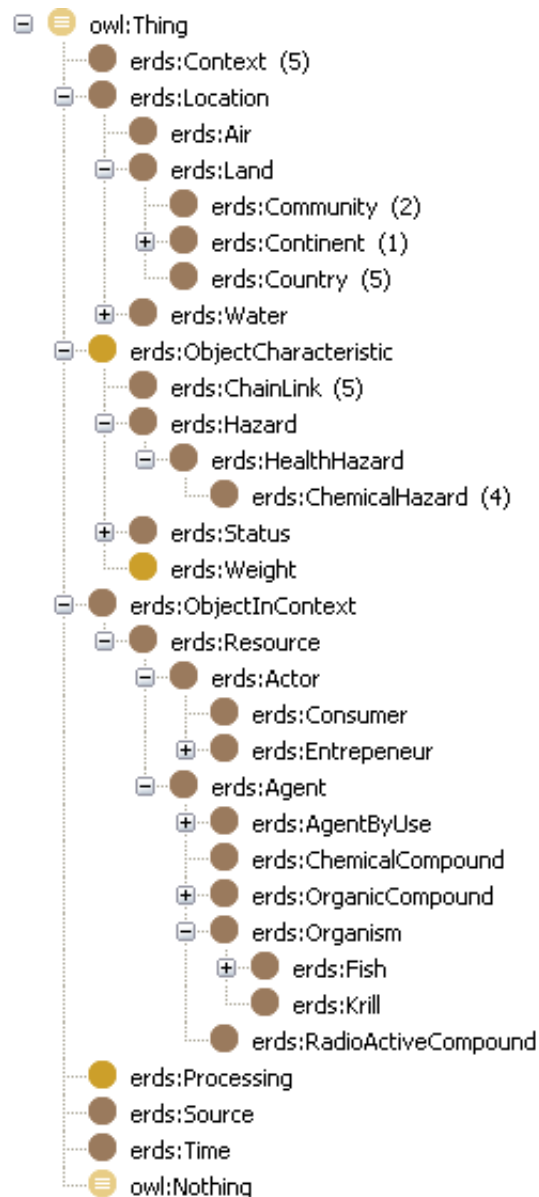 owl:Thing
erds:Context (5)
erds:Location
erds:Air
erds:Land
erds:Community (2)
erds:Continent (1)
erds:Country (5)
erds:Water
erds:ObjectCharacteristic
erds:ChainLink (5)
erds:Hazard
erds:HealthHazard
erds:ChemicalHazard (4)
erds:Status
erds:Weight
erds:ObjectInContext
erds:Resource
erds:Actor
erds:Consumer
erds:Entrepeneur
erds:Agent
erds:AgentByUse
erds:ChemicalCompound
erds:OrganicCompound
erds:Organism
erds:Fish
erds:Krill
erds:RadioActiveCompound
erds:Processing
erds:Source
erds:Time
owl:Nothing